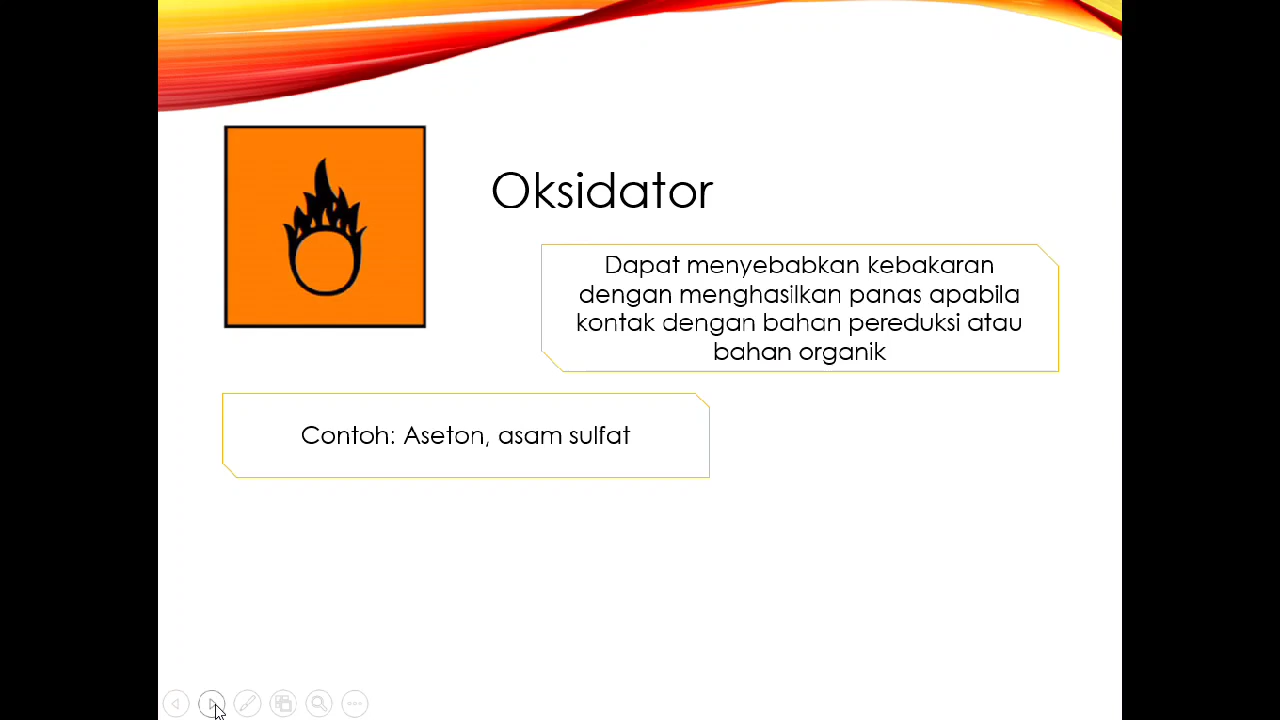 Oksidator
Dapat menyebabkan kebakaran
dengan menghasilkan panas apabila
kontak dengan bahan pereduksi atau
bahan organik
Contoh: Aseton, asam sulfat